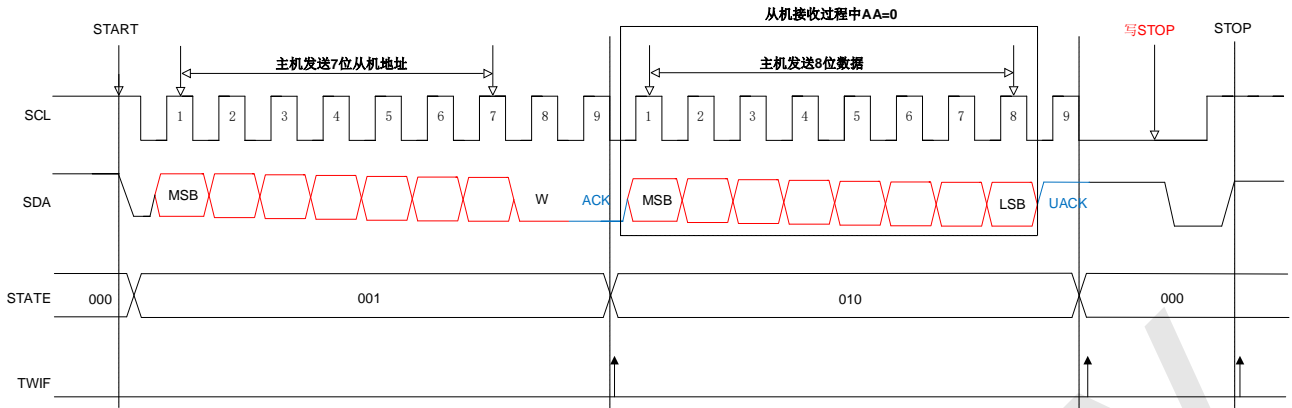 从机接收过程中AA=0
START
写STOP
STOP
主机发送7位从机地址
主机发送8位数据
SCL
1 2 3 4 5 6 7 8 9 1 2 3 4 5 6 7 8 9
SDA
MSB W ACK MSB LSB UACK
STATE 000 001 010 000
TWIF